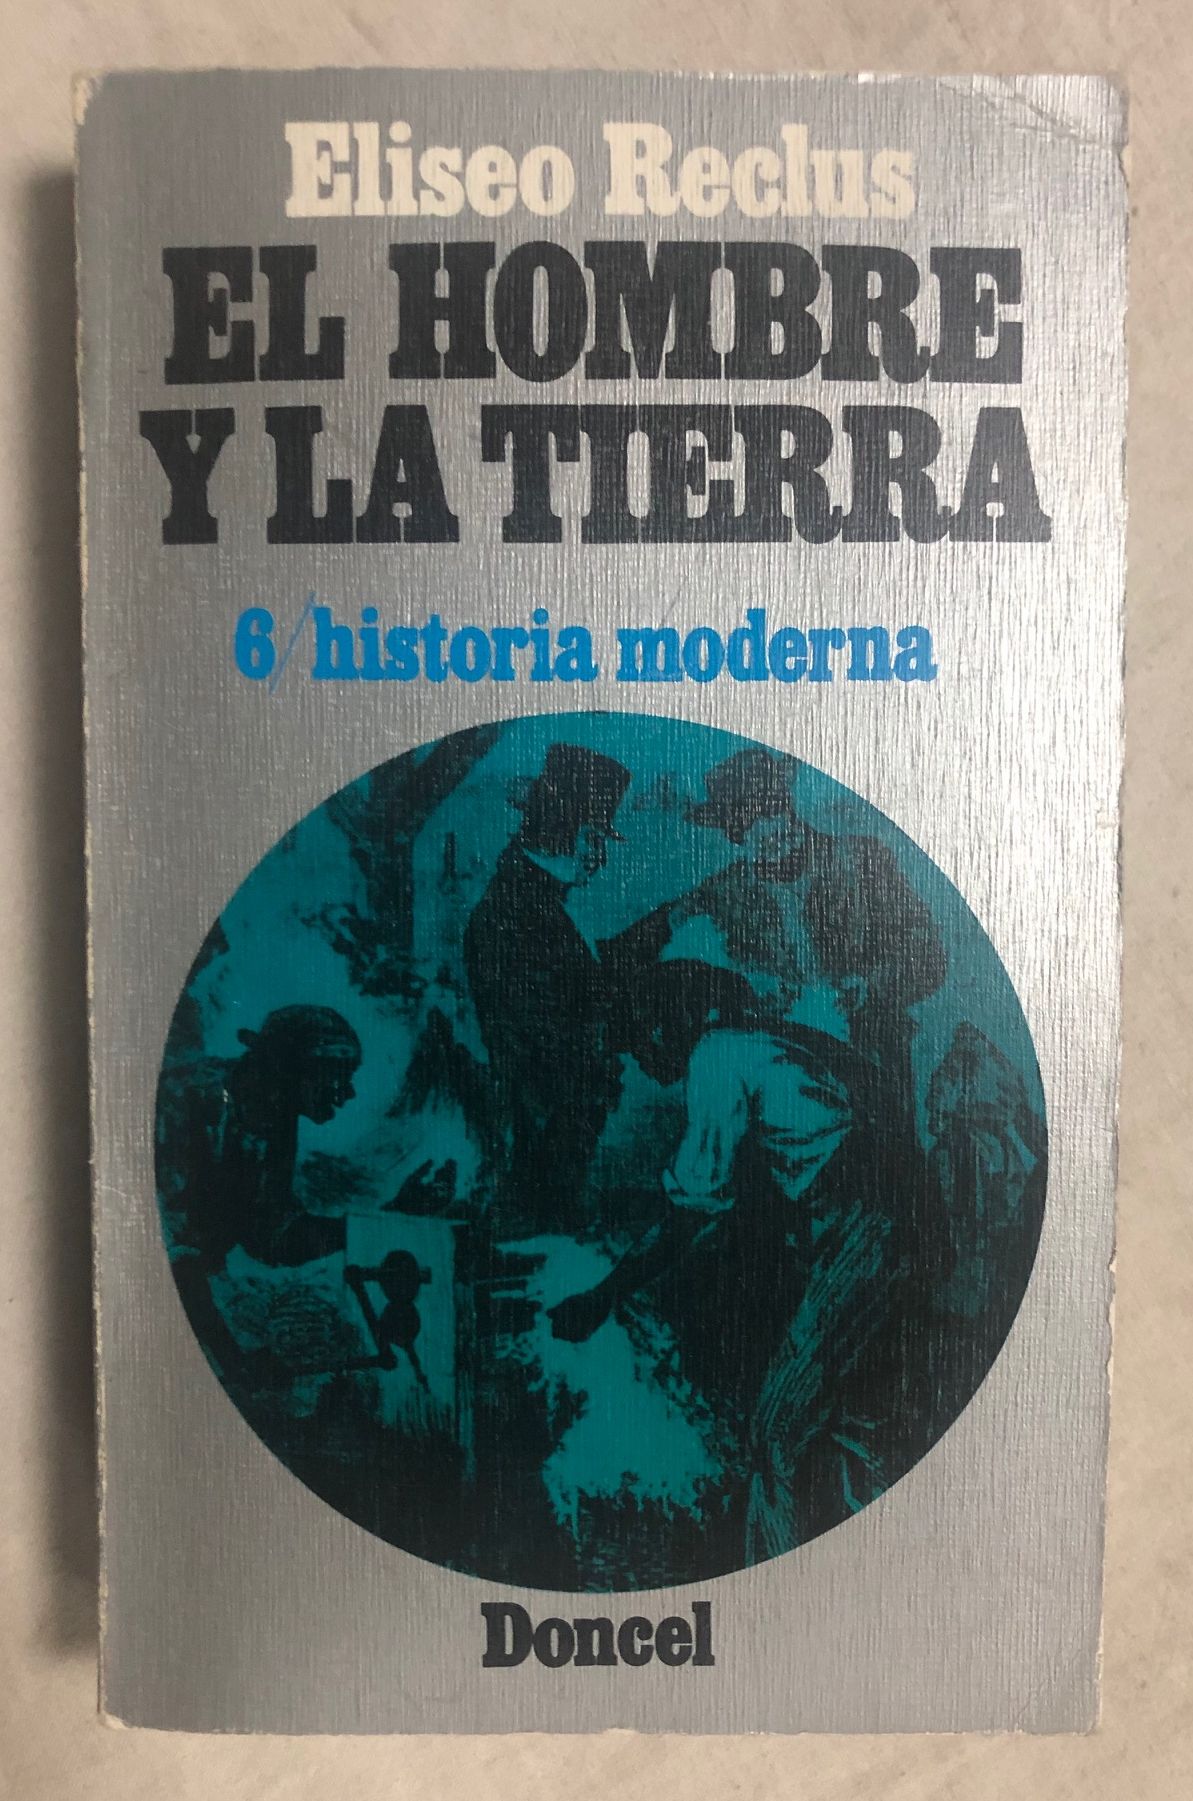 Eliseo Reclus
EL HOMBRE
Y LA TIERRA
6/historia moderna
Doncel